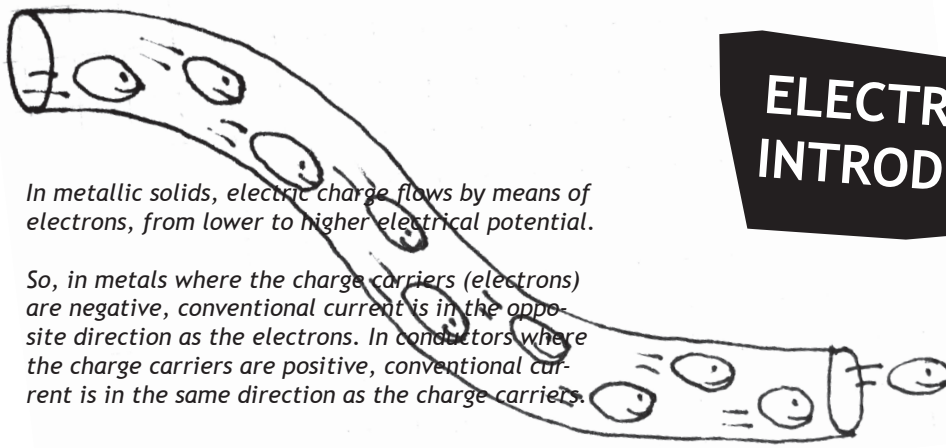 ELECTR
INTROD
In metallic solids, electric charge flows by means of
electrons, from lower to higher electrical potential.
So, in metals where the charge carriers (electrons)
are negative, conventional current is in the oppo-
site direction as the electrons. In conductors where
the charge carriers are positive, conventional cur-
rent is in the same direction as the charge carriers.